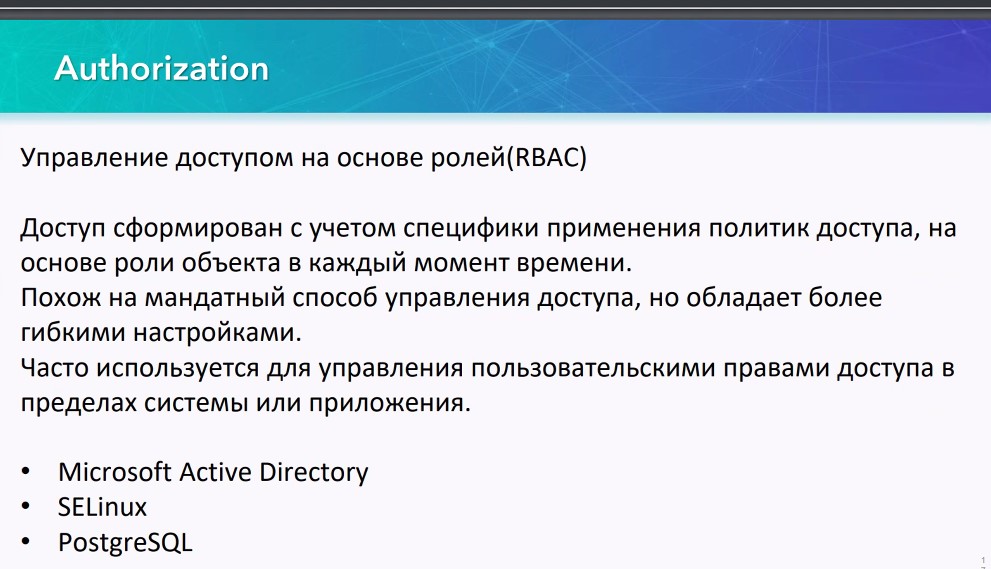 Authorization
Управление доступом на основе ролей(RBAC)
Доступ сформирован с учетом специфики применения политик доступа, на
основе роли объекта в каждый момент времени.
Похож на мандатный способ управления доступа, но обладает более
гибкими настройками.
Часто используется для управления пользовательскими правами доступа в
пределах системы или приложения.
• Microsoft Active Directory
• SELinux
• PostgreSQL